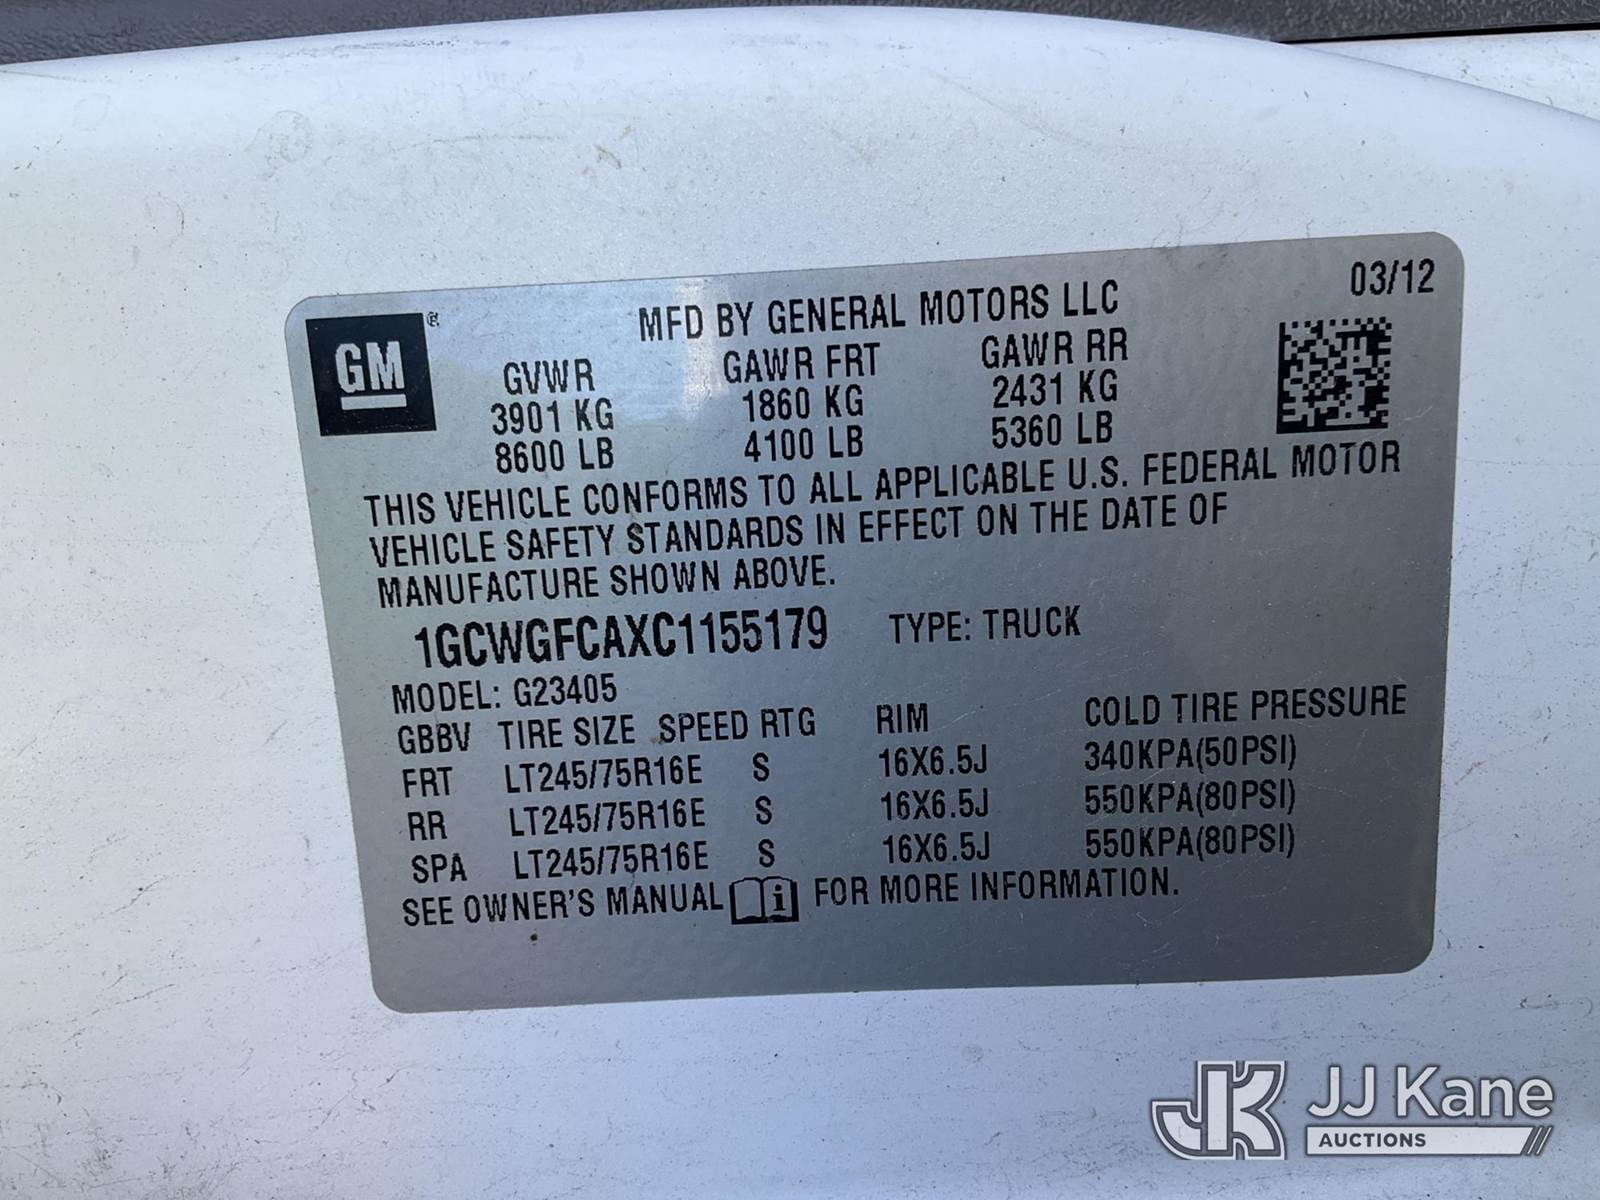 03/12
GM ®
MFD BY GENERAL MOTORS LLC
GVWR GAWR FRT GAWR RR
3901 KG 1860 KG 2431 KG
8600 LB 4100 LB 5360 LB
THIS VEHICLE CONFORMS TO ALL APPLICABLE U.S. FEDERAL MOTOR
VEHICLE SAFETY STANDARDS IN EFFECT ON THE DATE OF
MANUFACTURE SHOWN ABOVE.
1GCWGFCAXC1155179 TYPE: TRUCK
MODEL: G23405
GBBV TIRE SIZE SPEED RTG RIM COLD TIRE PRESSURE
FRT LT245/75R16E S 16X6.5J 340KPA(50PSI)
RR LT245/75R16E S 16X6.5J 550KPA(80PSI)
SPA LT245/75R16E S 16X6.5J 550KPA(80PSI)
SEE OWNER'S MANUAL i FOR MORE INFORMATION.
JK JJ Kane
AUCTIONS